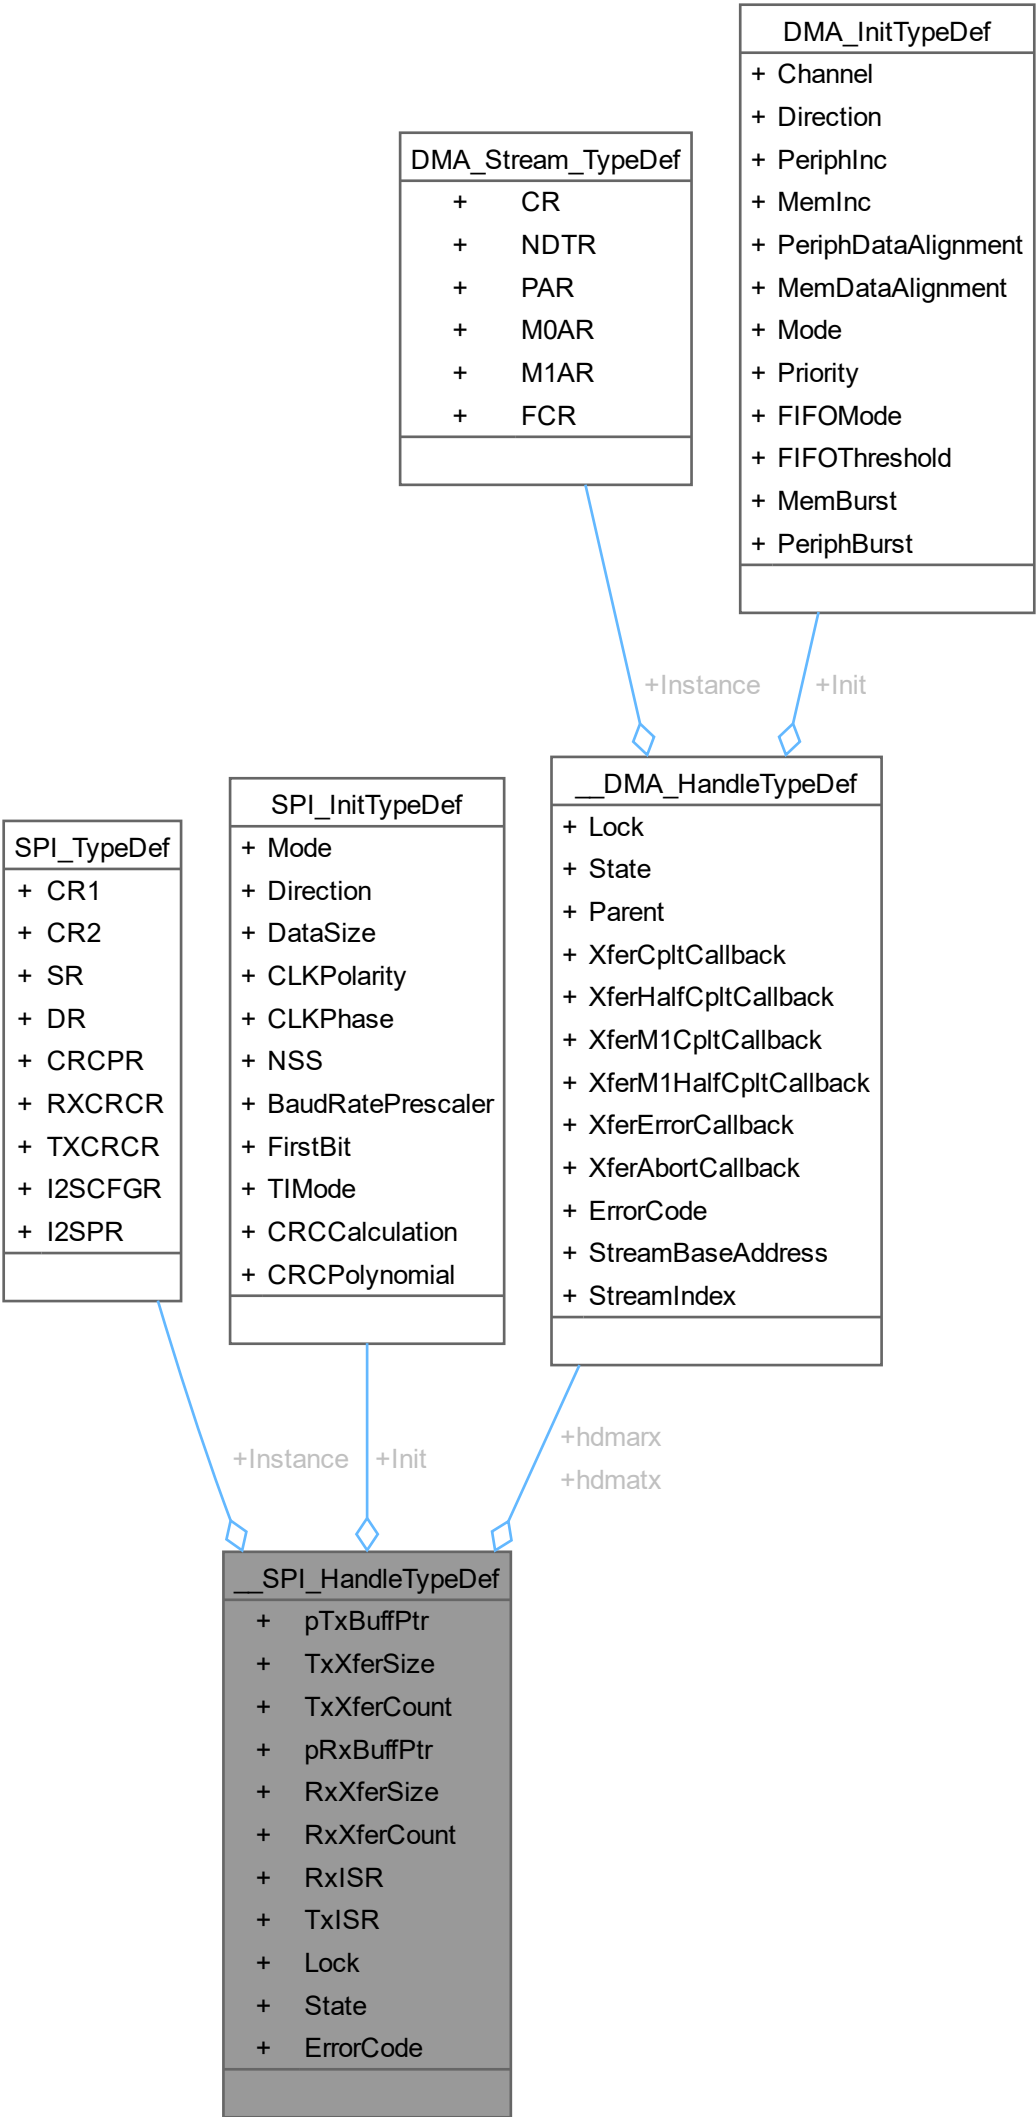 DMA_InitTypeDef
+ Channel
+ Direction
+ PeriphInc
+ MemInc
+ PeriphDataAlignment
+ MemDataAlignment
+ Mode
+ Priority
+ FIFOMode
+ FIFOThreshold
+ MemBurst
+ PeriphBurst
DMA_Stream_TypeDef
+ CR
+ NDTR
+ PAR
+ M0AR
+ M1AR
+ FCR
+Instance
+Init
__DMA_HandleTypeDef
+ Lock
+ State
+ Parent
+ XferCpltCallback
+ XferHalfCpltCallback
+ XferM1CpltCallback
+ XferM1HalfCpltCallback
+ XferErrorCallback
+ XferAbortCallback
+ ErrorCode
+ StreamBaseAddress
+ StreamIndex
SPI_InitTypeDef
+ Mode
+ Direction
+ DataSize
+ CLKPolarity
+ CLKPhase
+ NSS
+ BaudRatePrescaler
+ FirstBit
+ TIMode
+ CRCCalculation
+ CRCPolynomial
SPI_TypeDef
+ CR1
+ CR2
+ SR
+ DR
+ CRCPR
+ RXCRCR
+ TXCRCR
+ I2SCFGR
+ I2SPR
+Instance
+Init
+hdmarx
+hdmatx
__SPI_HandleTypeDef
+ pTxBuffPtr
+ TxXferSize
+ TxXferCount
+ pRxBuffPtr
+ RxXferSize
+ RxXferCount
+ RxISR
+ TxISR
+ Lock
+ State
+ ErrorCode